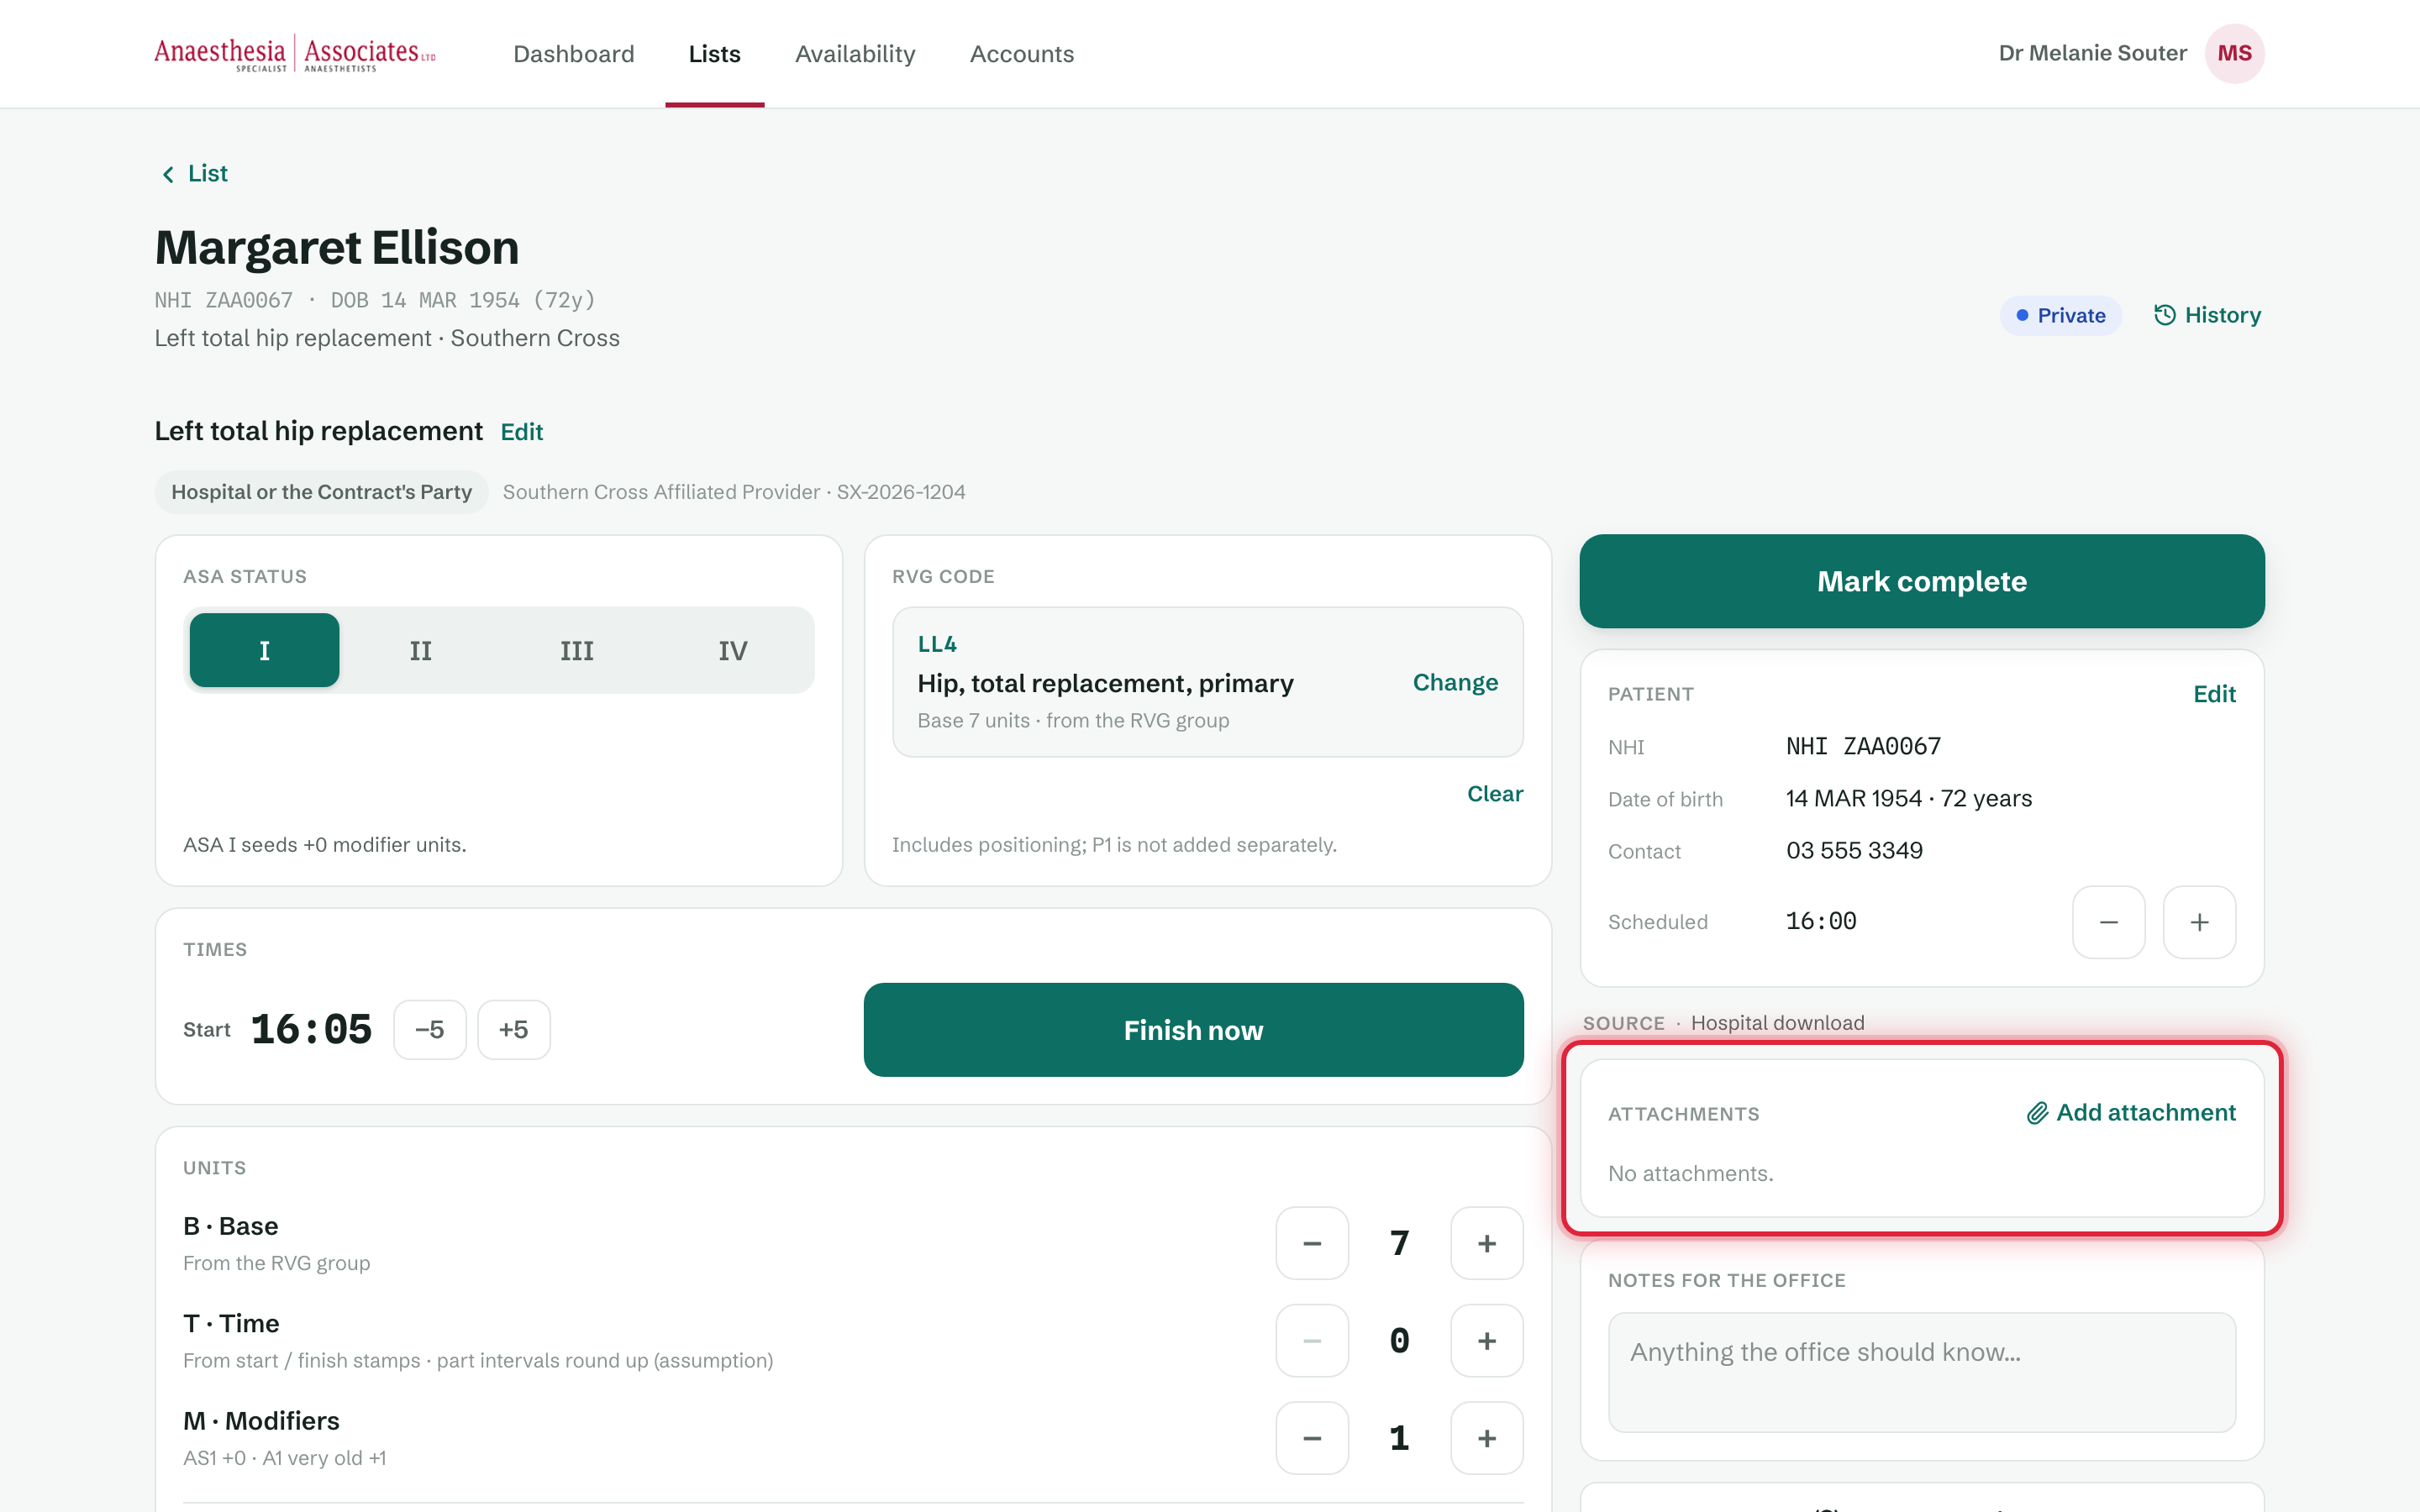 Anaesthesia | Associates LTD
SPECIALIST ANAESTHETISTS
Dashboard
Lists
Availability
Accounts
Dr Melanie Souter
MS
List
Margaret Ellison
NHI ZAA0067 · DOB 14 MAR 1954 (72y)
Left total hip replacement · Southern Cross
Private
History
Left total hip replacement Edit
Hospital or the Contract's Party
Southern Cross Affiliated Provider · SX-2026-1204
ASA STATUS
I
II
III
IV
ASA I seeds +0 modifier units.
RVG CODE
LL4
Hip, total replacement, primary
Change
Base 7 units · from the RVG group
Clear
Includes positioning; P1 is not added separately.
TIMES
Start 16:05 −5 +5
Finish now
UNITS
B · Base
From the RVG group
− 7 +
T · Time
From start / finish stamps · part intervals round up (assumption)
− 0 +
M · Modifiers
AS1 +0 · A1 very old +1
− 1 +
Mark complete
PATIENT
Edit
NHI NHI ZAA0067
Date of birth 14 MAR 1954 · 72 years
Contact 03 555 3349
Scheduled 16:00 − +
SOURCE · Hospital download
ATTACHMENTS
Add attachment
No attachments.
NOTES FOR THE OFFICE
Anything the office should know...